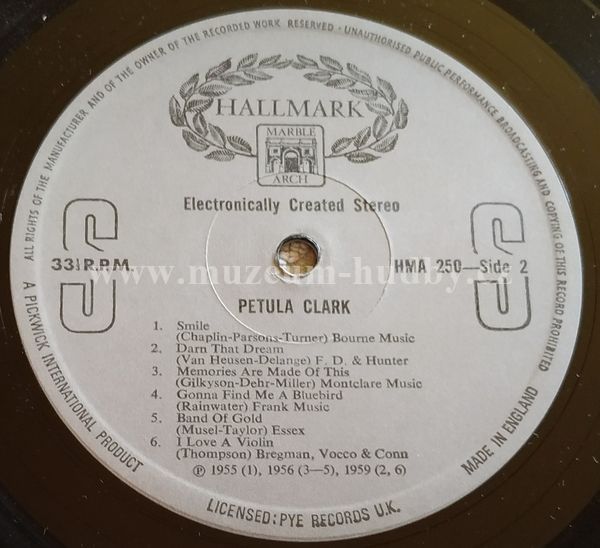 ALL RIGHTS OF THE MANUFACTURER AND OF THE OWNER OF THE RECORDED WORK RESERVED · UNAUTHORISED PUBLIC PERFORMANCE BROADCASTING AND COPYING OF THIS RECORD PROHIBITED
HALLMARK
MARBLE
ARCH
Electronically Created Stereo
33⅓ R.P.M.
HMA 250—Side 2
www.muzeum-hudby.
PETULA CLARK
1. Smile
(Chaplin-Parsons-Turner) Bourne Music
2. Darn That Dream
(Van Heusen-Delange) F. D. & Hunter
3. Memories Are Made Of This
(Gilkyson-Dehr-Miller) Montclare Music
4. Gonna Find Me A Bluebird
(Rainwater) Frank Music
5. Band Of Gold
(Musel-Taylor) Essex
6. I Love A Violin
(Thompson) Bregman, Vocco & Conn
℗ 1955 (1), 1956 (3—5), 1959 (2, 6)
A PICKWICK INTERNATIONAL PRODUCT
LICENSED: PYE RECORDS U.K.
MADE IN ENGLAND